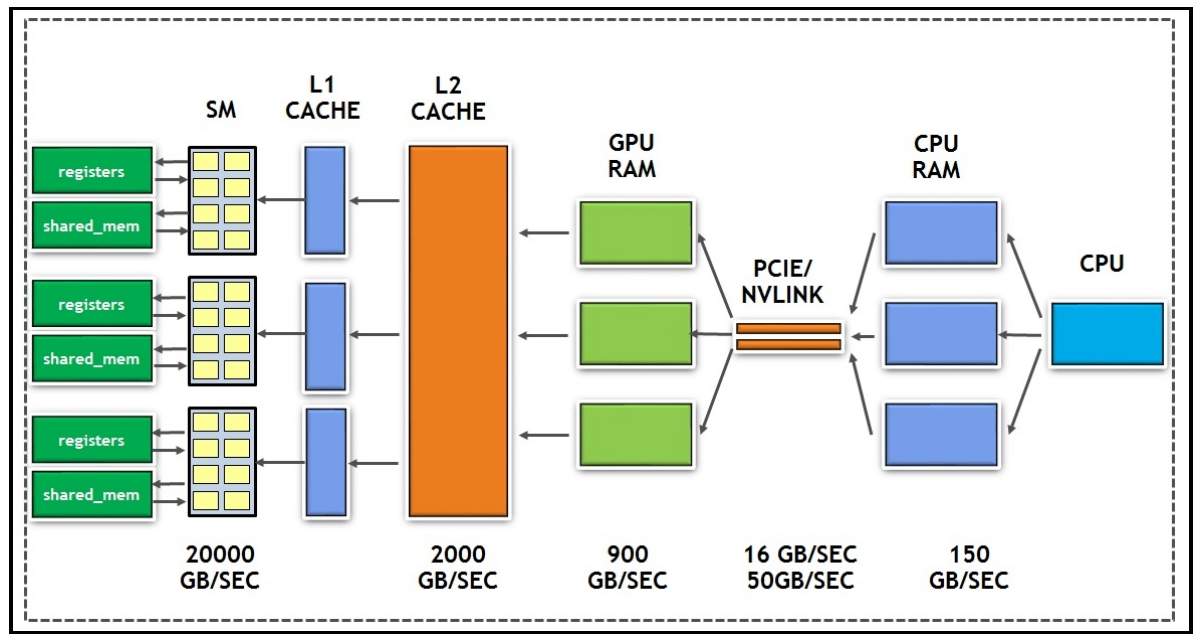 SM
L1
CACHE
L2
CACHE
GPU
RAM
CPU
RAM
PCIE/
NVLINK
CPU
registers
shared_mem
registers
shared_mem
registers
shared_mem
20000
GB/SEC
2000
GB/SEC
900
GB/SEC
16 GB/SEC
50GB/SEC
150
GB/SEC